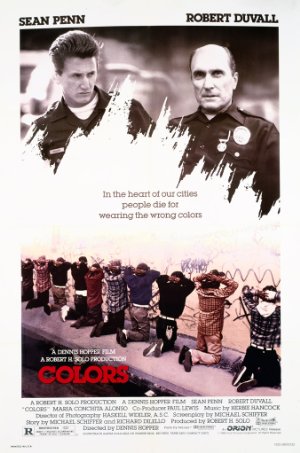 SEAN PENN ROBERT DUVALL
In the heart of our cities
people die for
wearing the wrong colors
A DENNIS HOPPER FILM
A ROBERT H. SOLO PRODUCTION
COLORS
A ROBERT H. SOLO PRODUCTION A DENNIS HOPPER FILM SEAN PENN ROBERT DUVALL
"COLORS" MARIA CONCHITA ALONSO Co-Producer PAUL LEWIS Music by HERBIE HANCOCK
Director of Photography HASKELL WEXLER, A.S.C. Screenplay by MICHAEL SCHIFFER
Story by MICHAEL SCHIFFER and RICHARD DILELLO Produced by ROBERT H. SOLO
Directed by DENNIS HOPPER
R RESTRICTED
ORION